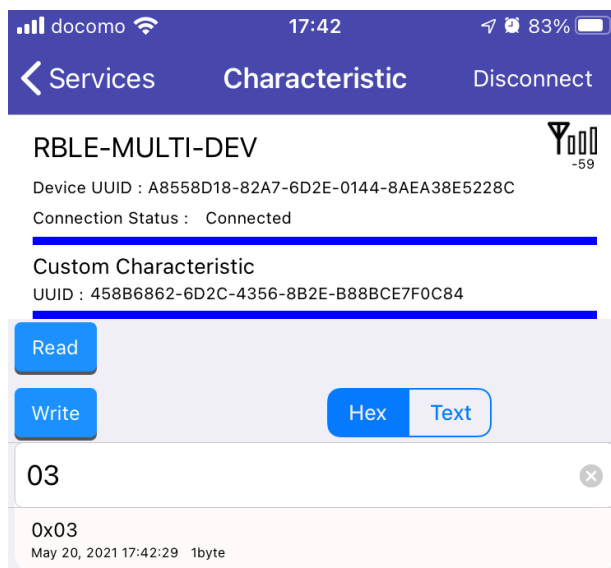 docomo 17:42 83%
Services Characteristic Disconnect
RBLE-MULTI-DEV
-59
Device UUID : A8558D18-82A7-6D2E-0144-8AEA38E5228C
Connection Status : Connected
Custom Characteristic
UUID : 458B6862-6D2C-4356-8B2E-B88BCE7F0C84
Read
Write Hex Text
03
0x03
May 20, 2021 17:42:29 1byte